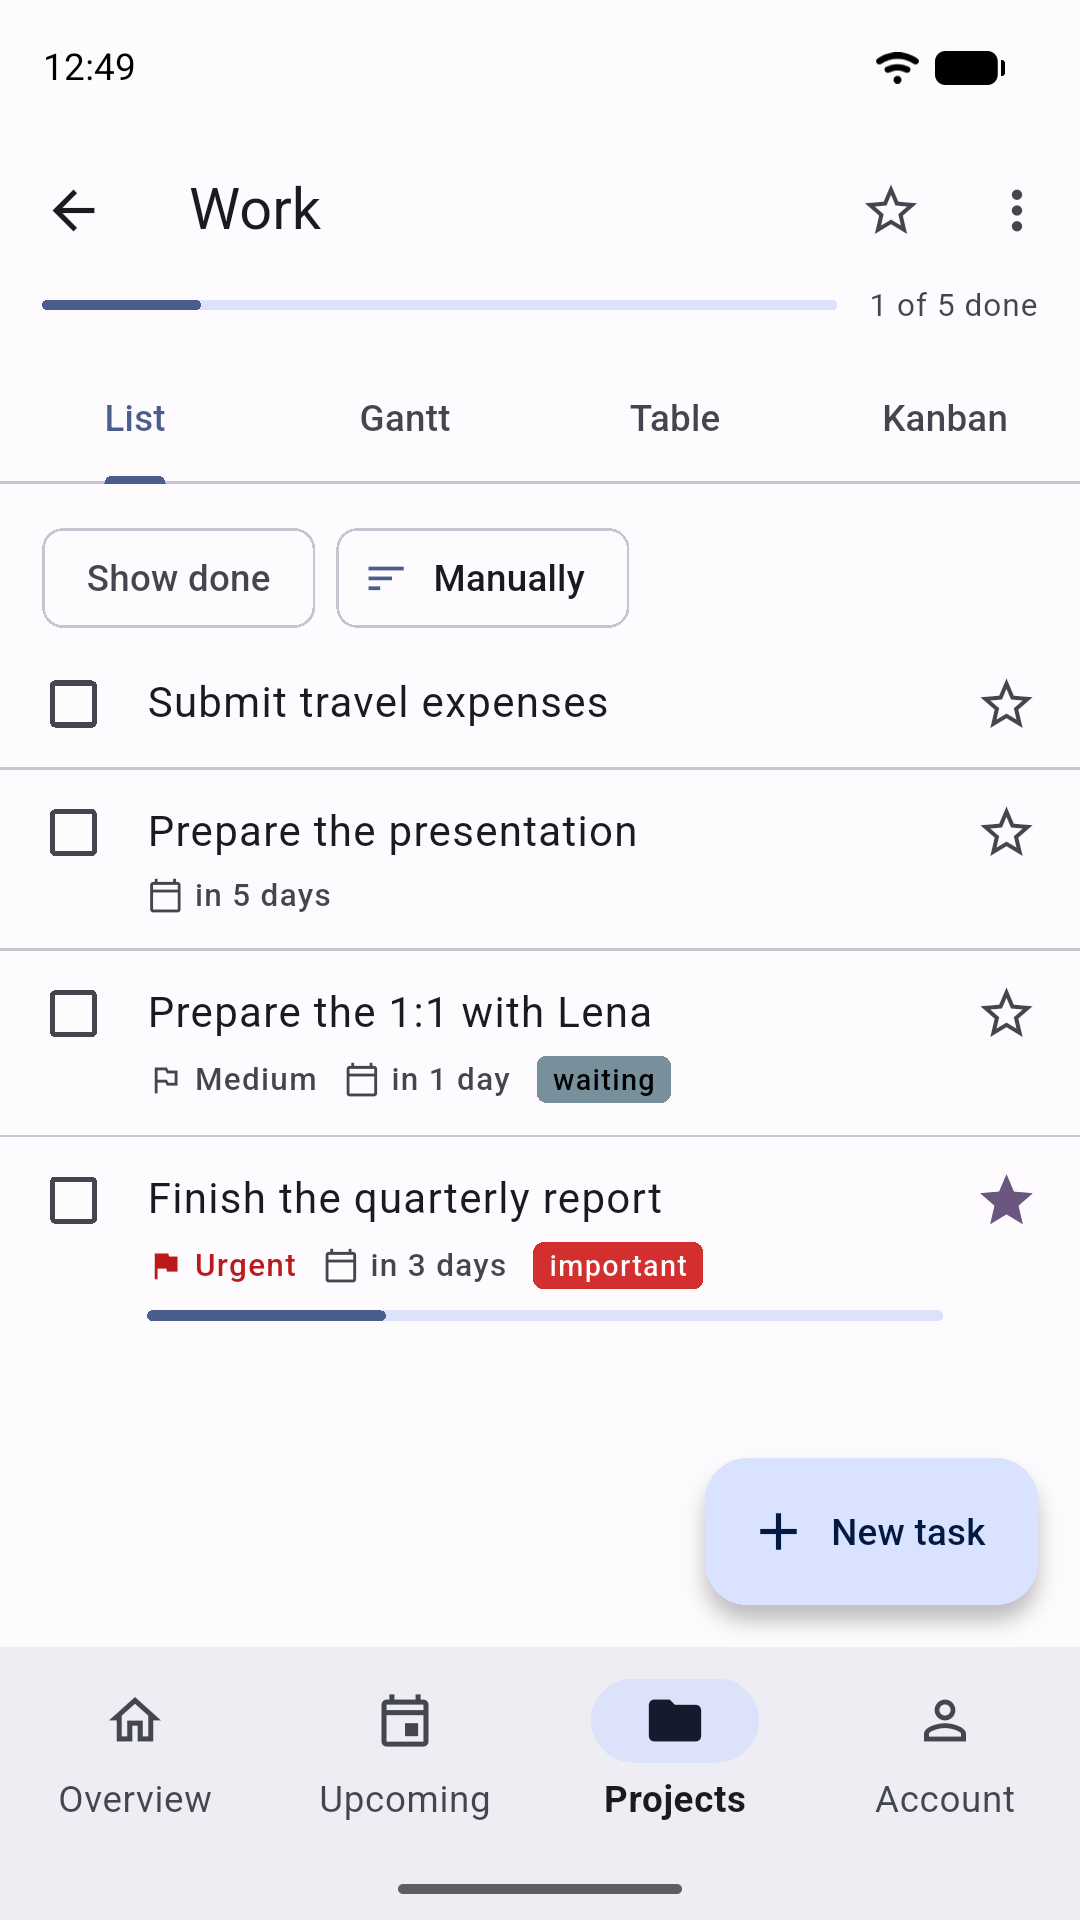 12:49
Work
1 of 5 done
List Gantt Table Kanban
Show done Manually
Submit travel expenses
Prepare the presentation
in 5 days
Prepare the 1:1 with Lena
Medium in 1 day waiting
Finish the quarterly report
Urgent in 3 days important
New task
Overview Upcoming Projects Account